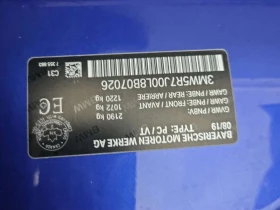 BAYERISCHE MOTOREN WERKE AG
08/19 TYPE: PC / VT
GVWR / PNBV: 2190 kg
GAWR / PNBE: FRONT / AVANT 1072 kg
GAWR / PNBE: REAR / ARRIERE 1220 kg
3MW5R7J00L8B07026
EC
C31
7 355 683